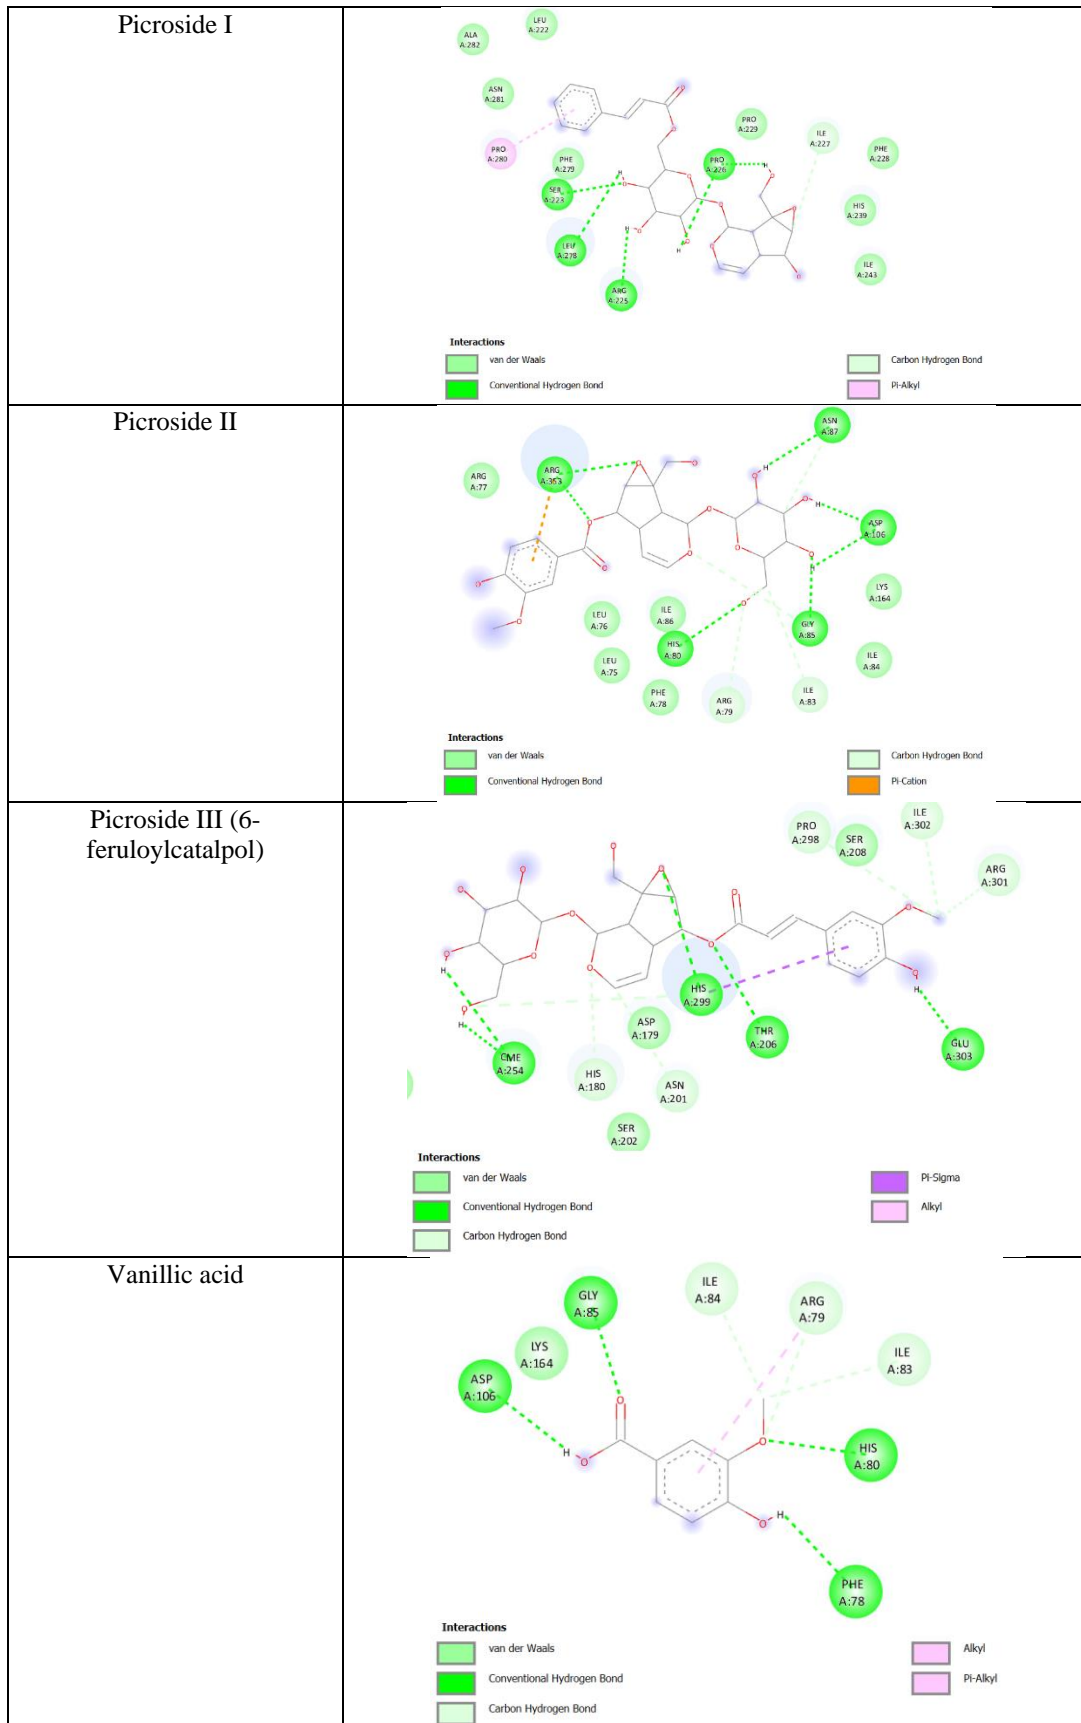 Picroside I
LEU
A:222
ALA
A:282
ASN
A:281
PRO
A:280
PHE
A:279
SER
A:223
LEU
A:278
ARG
A:225
PRO
A:226
PRO
A:229
ILE
A:227
PHE
A:228
HIS
A:239
ILE
A:243
O
O
H
O
H
O
O
O
H
O
O
H
O
O
O
O
Interactions
van der Waals
Conventional Hydrogen Bond
Carbon Hydrogen Bond
Pi-Alkyl
Picroside II
ASN
A:87
ARG
A:77
ARG
A:353
ASP
A:106
LYS
A:164
LEU
A:76
ILE
A:86
HIS
A:80
GLY
A:85
ILE
A:84
LEU
A:75
PHE
A:78
ARG
A:79
ILE
A:83
O
O
H
O
O
H
O
O
O
O
O
O
O
H
O
O
O
Interactions
van der Waals
Conventional Hydrogen Bond
Carbon Hydrogen Bond
Pi-Cation
Picroside III (6-
feruloylcatalpol)
PRO
A:298
SER
A:208
ILE
A:302
ARG
A:301
HIS
A:299
THR
A:206
GLU
A:303
ASP
A:179
HIS
A:180
ASN
A:201
SER
A:202
CME
A:254
O
O
O
O
O
O
O
O
O
O
H
O
O
O
H
O
H
Interactions
van der Waals
Conventional Hydrogen Bond
Carbon Hydrogen Bond
Pi-Sigma
Alkyl
Vanillic acid
GLY
A:85
ILE
A:84
ARG
A:79
ILE
A:83
LYS
A:164
ASP
A:106
HIS
A:80
PHE
A:78
O
H
O
O
O
H
Interactions
van der Waals
Conventional Hydrogen Bond
Carbon Hydrogen Bond
Alkyl
Pi-Alkyl